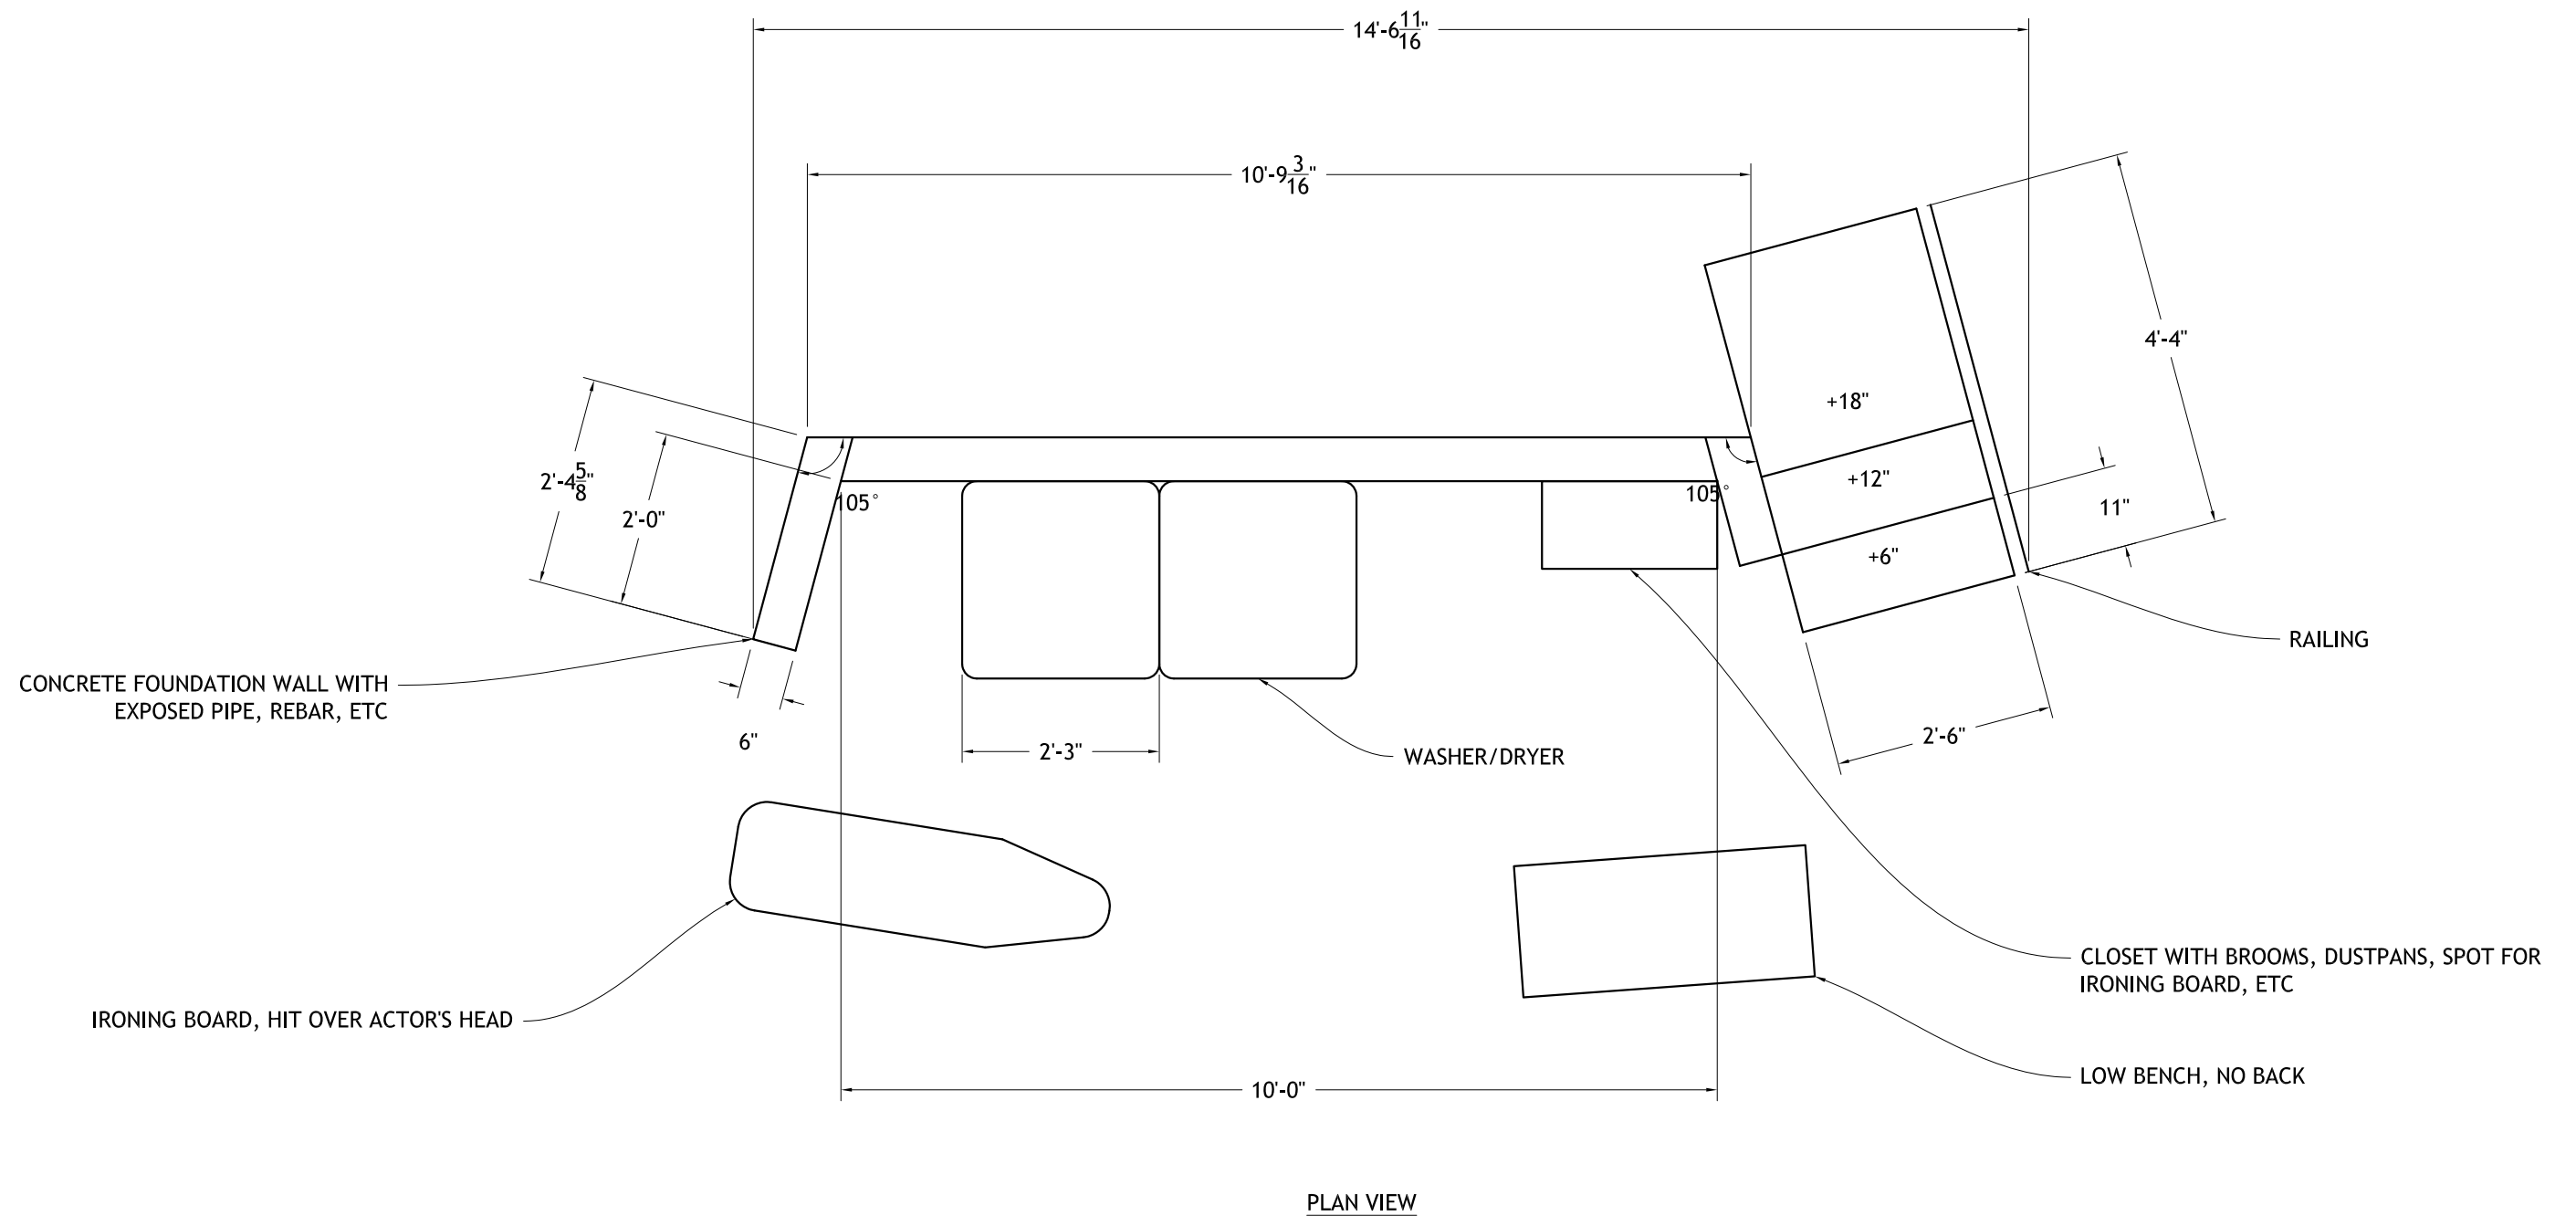 14'-6 11/16"
10'-9 3/16"
4'-4"
+18"
2'-4 5/8"
+12"
105°
105°
11"
2'-0"
+6"
RAILING
CONCRETE FOUNDATION WALL WITH
EXPOSED PIPE, REBAR, ETC
6"
2'-3"
WASHER/DRYER
2'-6"
CLOSET WITH BROOMS, DUSTPANS, SPOT FOR
IRONING BOARD, ETC
IRONING BOARD, HIT OVER ACTOR'S HEAD
LOW BENCH, NO BACK
10'-0"
PLAN VIEW